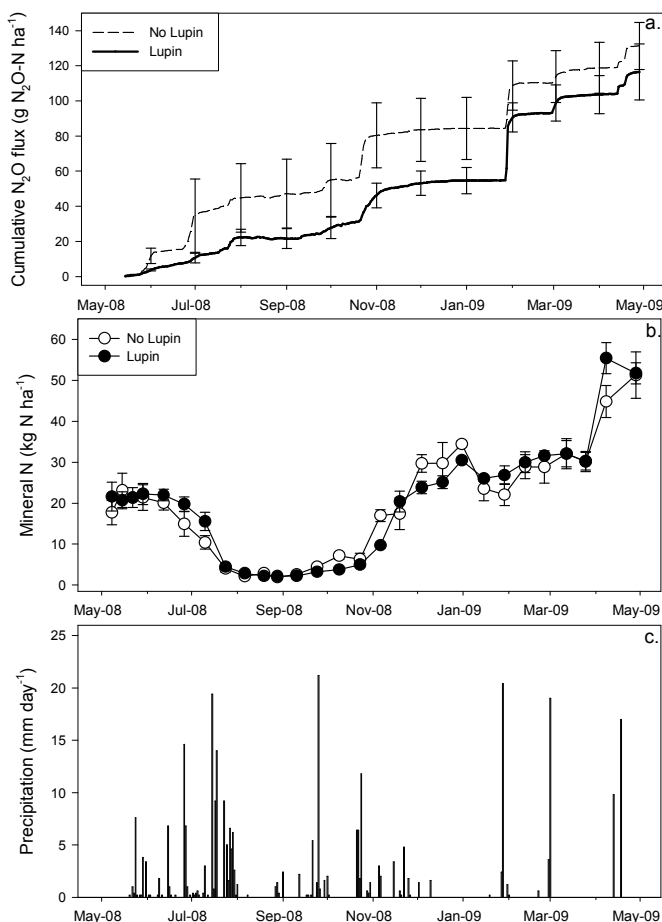 a.
No Lupin
Lupin
Cumulative N₂O flux (g N₂O-N ha⁻¹)
140
120
100
80
60
40
20
0
May-08 Jul-08 Sep-08 Nov-08 Jan-09 Mar-09 May-09
b.
No Lupin
Lupin
Mineral N (kg N ha⁻¹)
60
50
40
30
20
10
0
May-08 Jul-08 Sep-08 Nov-08 Jan-09 Mar-09 May-09
c.
Precipitation (mm day⁻¹)
25
20
15
10
5
0
May-08 Jul-08 Sep-08 Nov-08 Jan-09 Mar-09 May-09